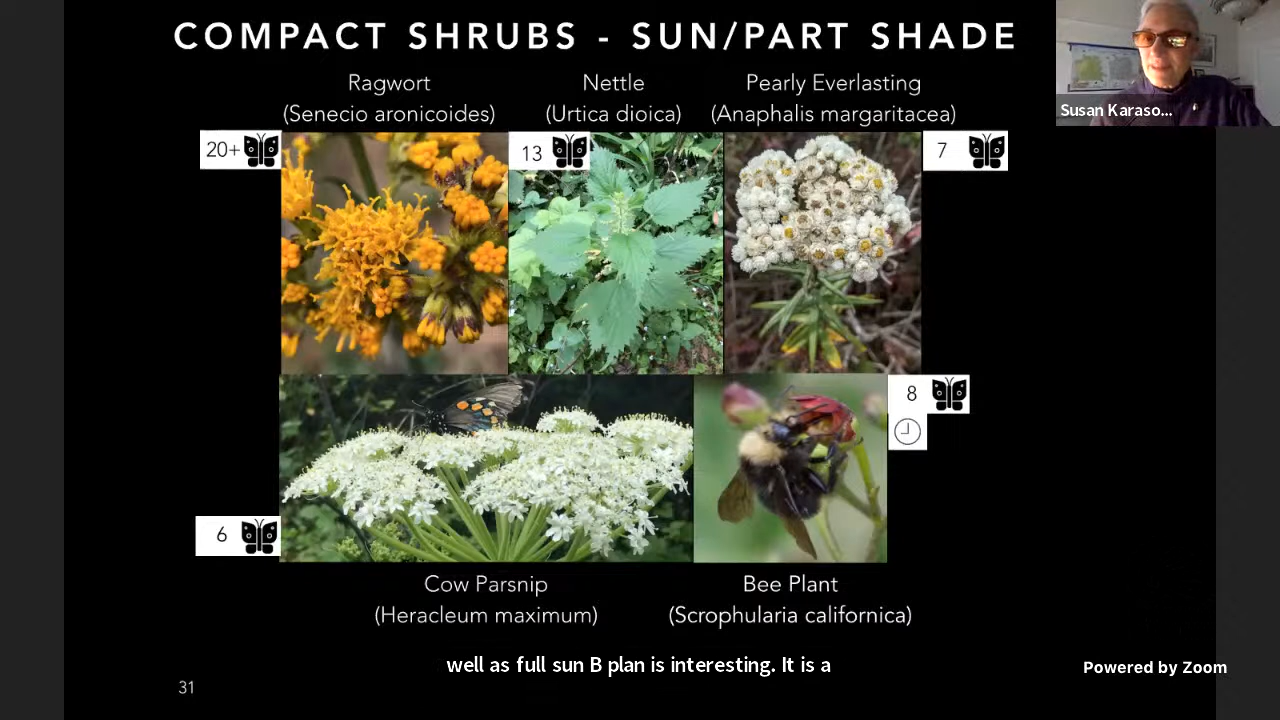 COMPACT SHRUBS - SUN/PART SHADE
Susan Karaso...
Ragwort
(Senecio aronicoides)
Nettle
(Urtica dioica)
Pearly Everlasting
(Anaphalis margaritacea)
20+
13
7
8
6
Cow Parsnip
(Heracleum maximum)
Bee Plant
(Scrophularia californica)
well as full sun B plan is interesting. It is a
Powered by Zoom
31